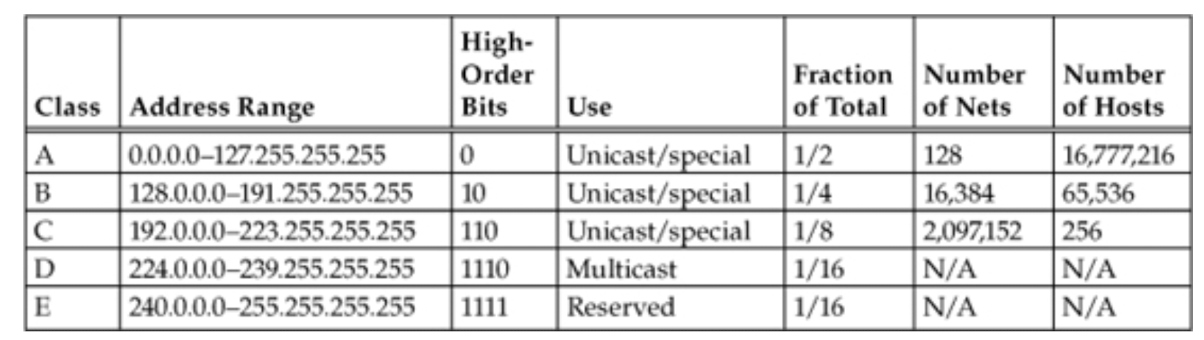 Class Address Range High-Order Bits Use Fraction of Total Number of Nets Number of Hosts
A 0.0.0.0–127.255.255.255 0 Unicast/special 1/2 128 16,777,216
B 128.0.0.0–191.255.255.255 10 Unicast/special 1/4 16,384 65,536
C 192.0.0.0–223.255.255.255 110 Unicast/special 1/8 2,097,152 256
D 224.0.0.0–239.255.255.255 1110 Multicast 1/16 N/A N/A
E 240.0.0.0–255.255.255.255 1111 Reserved 1/16 N/A N/A